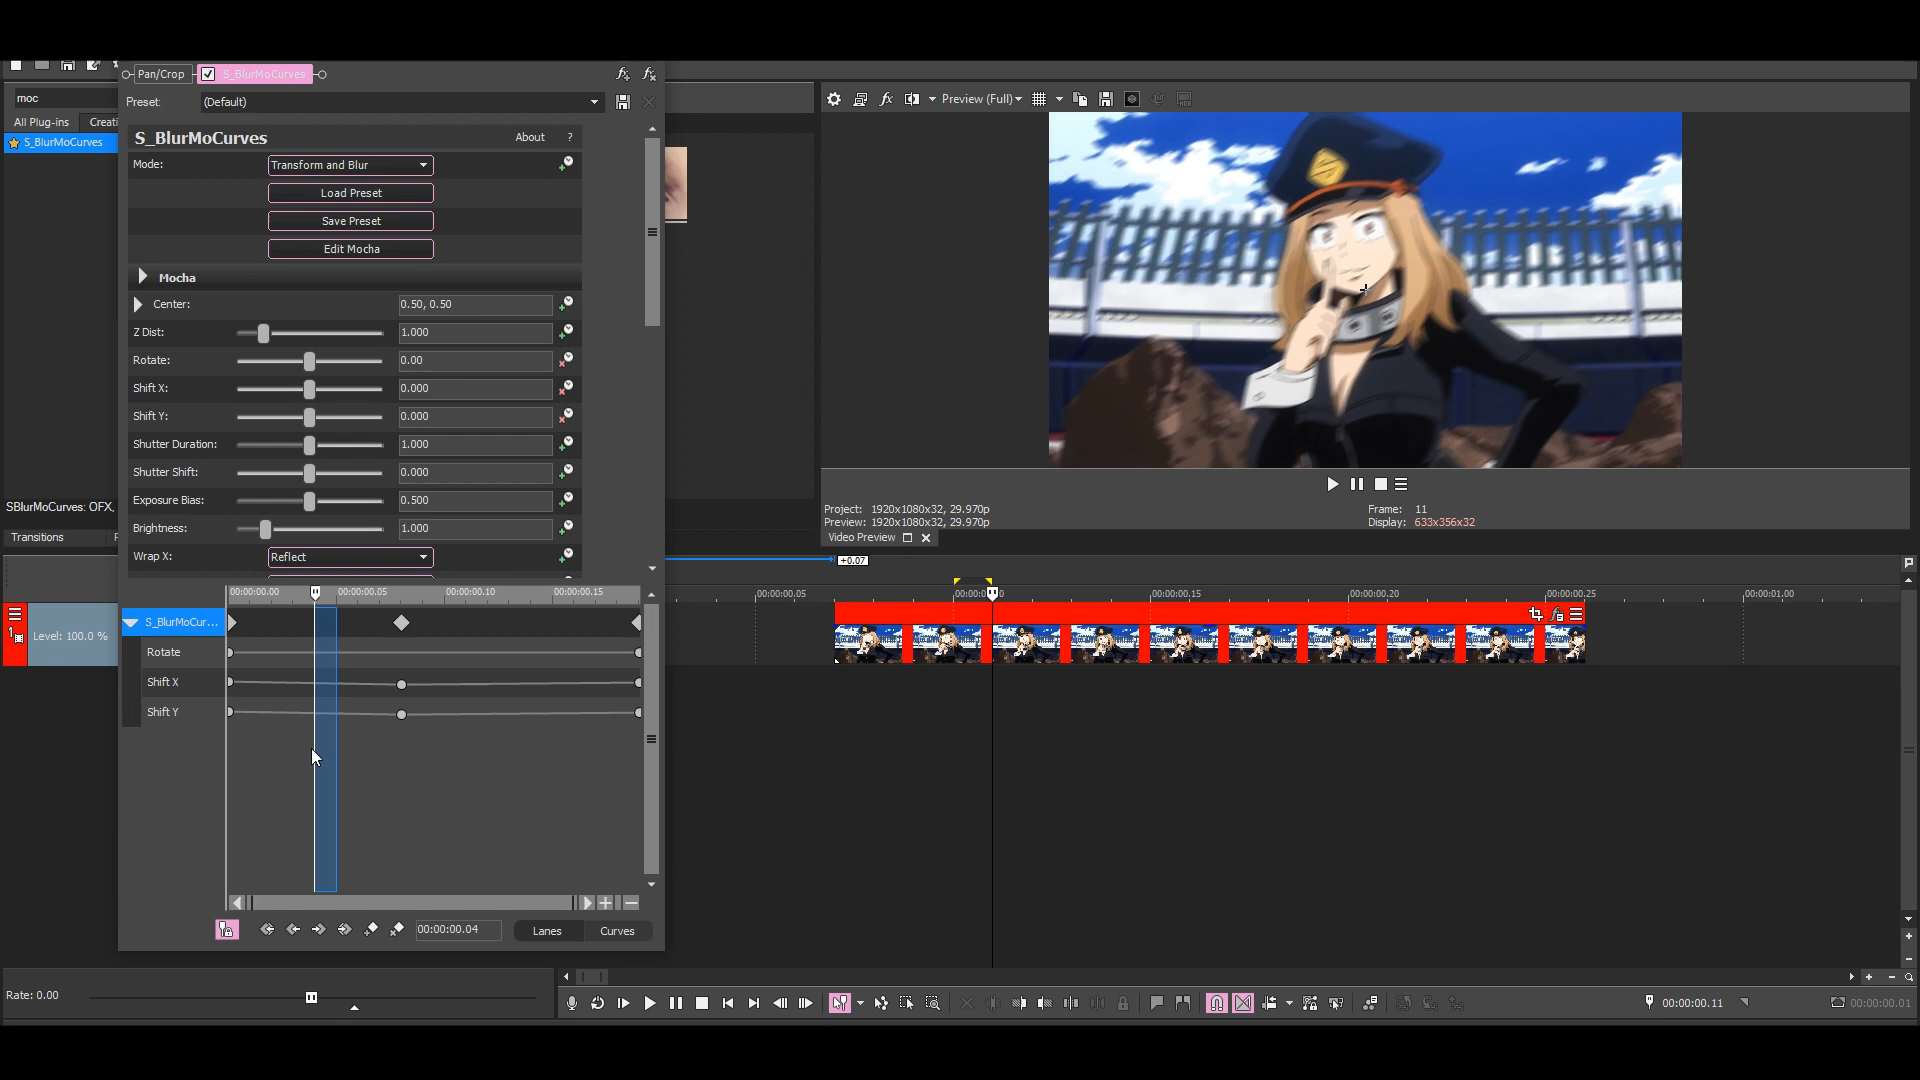 Pan/Crop
S_BlurMoCurves
Preset:
(Default)
moc
All Plug-ins
Creati
S_BlurMoCurves
S_BlurMoCurves
About
?
Mode:
Transform and Blur
Load Preset
Save Preset
Edit Mocha
Mocha
Center:
0.50, 0.50
Z Dist:
1.000
Rotate:
0.00
Shift X:
0.000
Shift Y:
0.000
Shutter Duration:
1.000
Shutter Shift:
0.000
Exposure Bias:
0.500
Brightness:
1.000
Wrap X:
Reflect
SBlurMoCurves: OFX,
Transitions
Preview (Full)
Project: 1920x1080x32, 29.970p
Preview: 1920x1080x32, 29.970p
Frame: 11
Display: 633x356x32
Video Preview
+0.07
00:00:00.00
00:00:00.05
00:00:00.10
00:00:00.15
S_BlurMoCur...
Rotate
Shift X
Shift Y
1
Level: 100.0 %
00:00:00.05
00:00:00.15
00:00:00.20
00:00:00.25
00:00:01.00
00:00:00.04
Lanes
Curves
Rate: 0.00
00:00:00.11
00:00:00.01